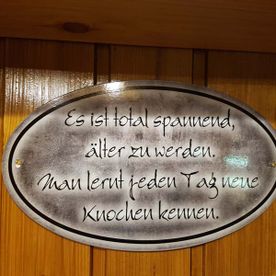 Es ist total spannend,
älter zu werden.
Man lernt jeden Tag neue
Knochen kennen.